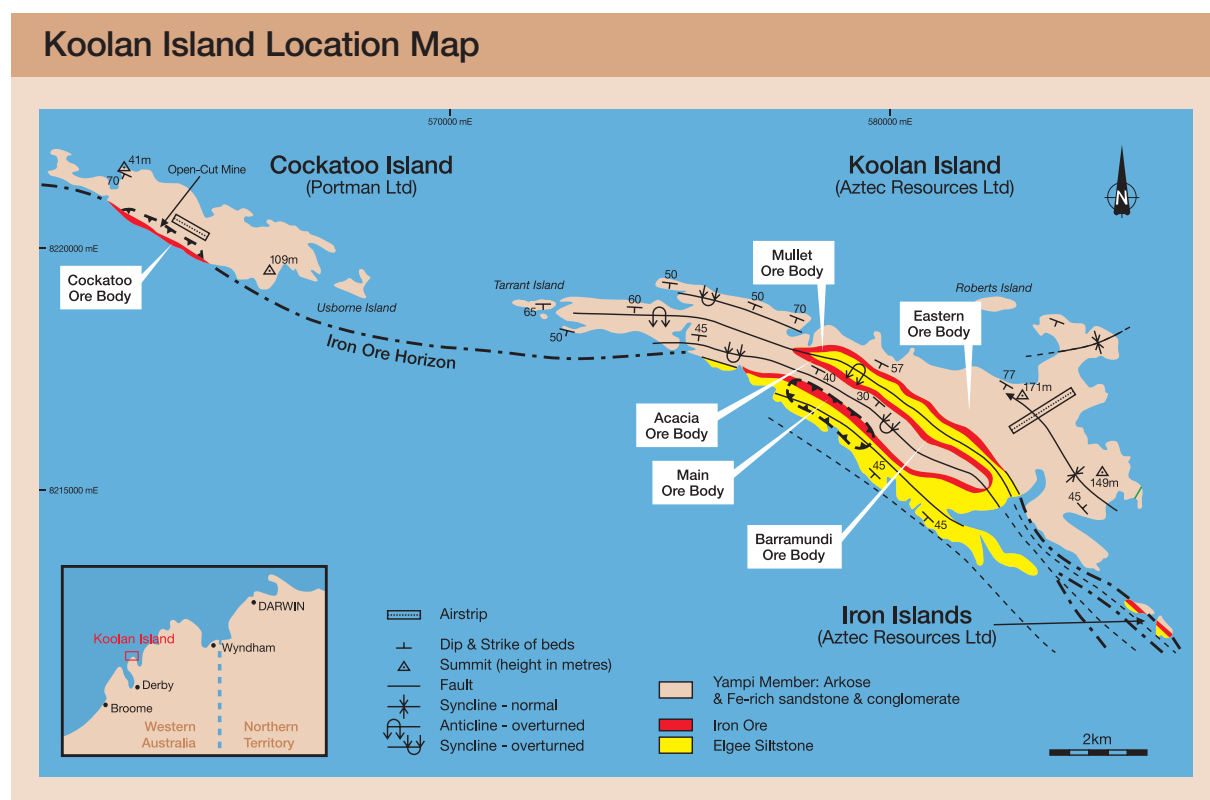 Koolan Island Location Map
570000 mE
580000 mE
Cockatoo Island
(Portman Ltd)
Koolan Island
(Aztec Resources Ltd)
41m
70
Open-Cut Mine
N
8220000 mE
109m
Cockatoo
Ore Body
Usborne Island
Iron Ore Horizon
Tarrant Island
65
50
60
50
45
50
70
Mullet
Ore Body
Roberts Island
Eastern
Ore Body
57
40
30
77
171m
Acacia
Ore Body
Main
Ore Body
45
149m
45
8215000 mE
45
Barramundi
Ore Body
Iron Islands
(Aztec Resources Ltd)
DARWIN
Koolan Island
Wyndham
Derby
Broome
Western
Australia
Northern
Territory
Airstrip
Dip & Strike of beds
Summit (height in metres)
Fault
Syncline - normal
Anticline - overturned
Syncline - overturned
Yampi Member: Arkose
& Fe-rich sandstone & conglomerate
Iron Ore
Elgee Siltstone
2km